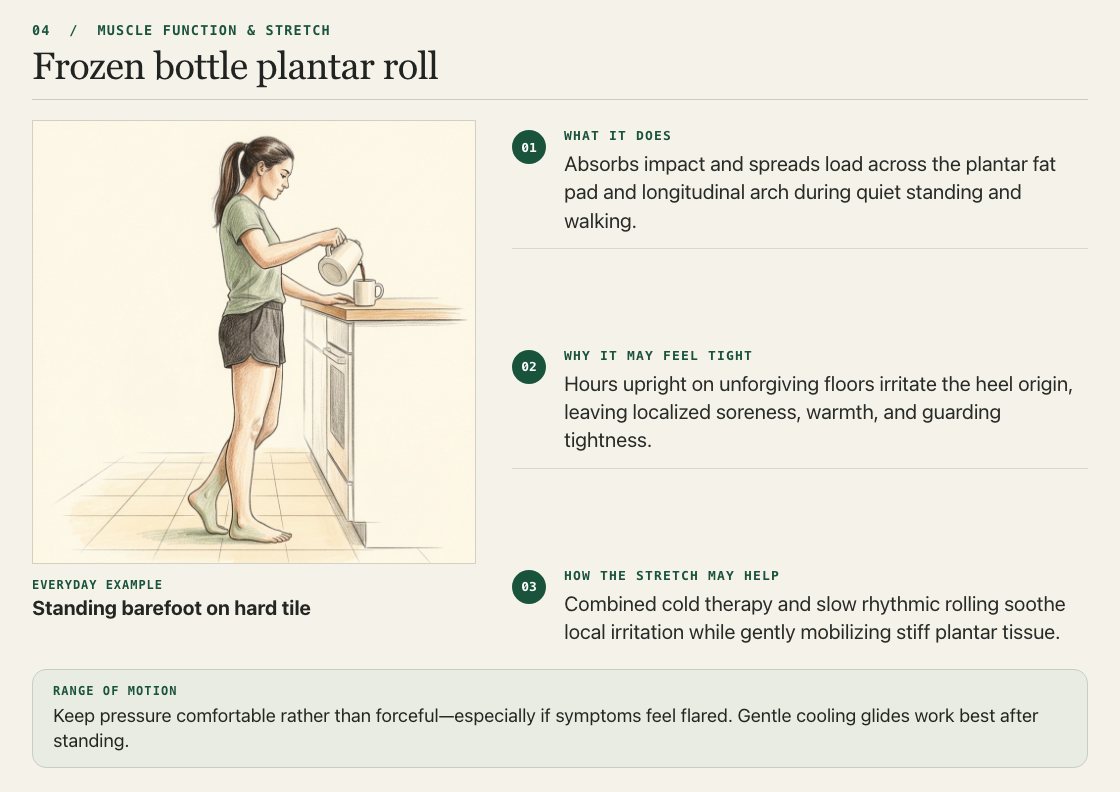 04 / MUSCLE FUNCTION & STRETCH
Frozen bottle plantar roll
EVERYDAY EXAMPLE
Standing barefoot on hard tile
01
WHAT IT DOES
Absorbs impact and spreads load across the plantar fat
pad and longitudinal arch during quiet standing and
walking.
02
WHY IT MAY FEEL TIGHT
Hours upright on unforgiving floors irritate the heel origin,
leaving localized soreness, warmth, and guarding
tightness.
03
HOW THE STRETCH MAY HELP
Combined cold therapy and slow rhythmic rolling soothe
local irritation while gently mobilizing stiff plantar tissue.
RANGE OF MOTION
Keep pressure comfortable rather than forceful—especially if symptoms feel flared. Gentle cooling glides work best after
standing.